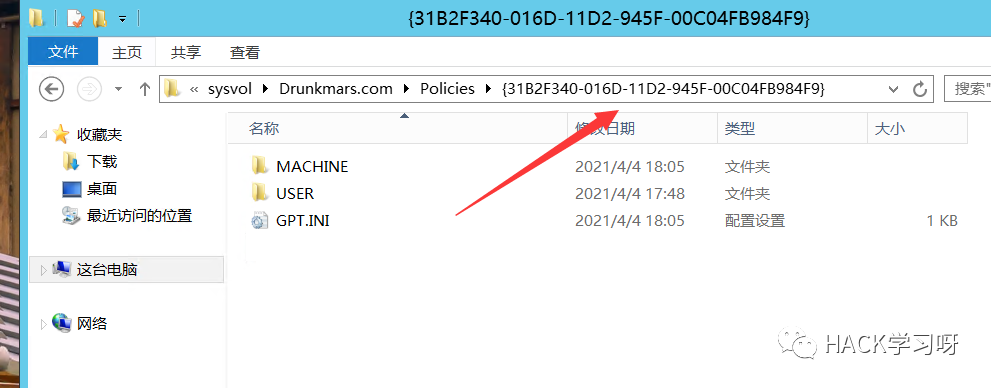 {31B2F340-016D-11D2-945F-00C04FB984F9}
文件 主页 共享 查看
« sysvol Drunkmars.com Policies {31B2F340-016D-11D2-945F-00C04FB984F9} 搜索"
收藏夹
下载
桌面
最近访问的位置
这台电脑
网络
名称 修改日期 类型 大小
MACHINE 2021/4/4 18:05 文件夹
USER 2021/4/4 17:48 文件夹
GPT.INI 2021/4/4 18:05 配置设置 1 KB
HACK学习呀